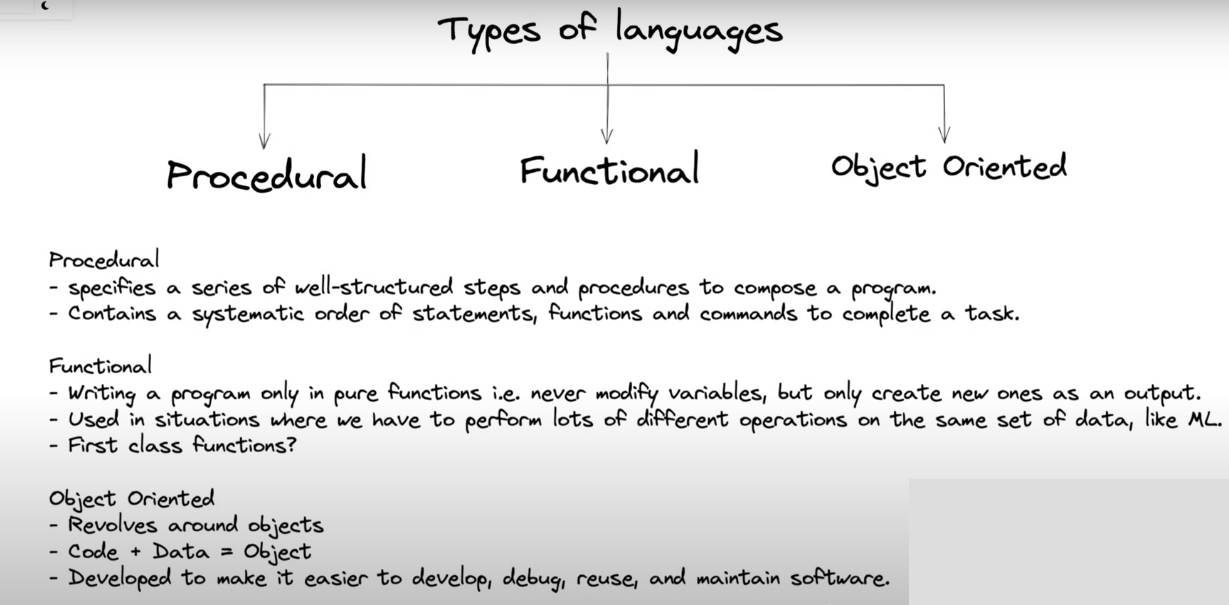 Types of languages
Procedural
Functional
Object Oriented
Procedural
- specifies a series of well-structured steps and procedures to compose a program.
- Contains a systematic order of statements, functions and commands to complete a task.
Functional
- Writing a program only in pure functions i.e. never modify variables, but only create new ones as an output.
- Used in situations where we have to perform lots of different operations on the same set of data, like ML.
- First class functions?
Object Oriented
- Revolves around objects
- Code + Data = Object
- Developed to make it easier to develop, debug, reuse, and maintain software.